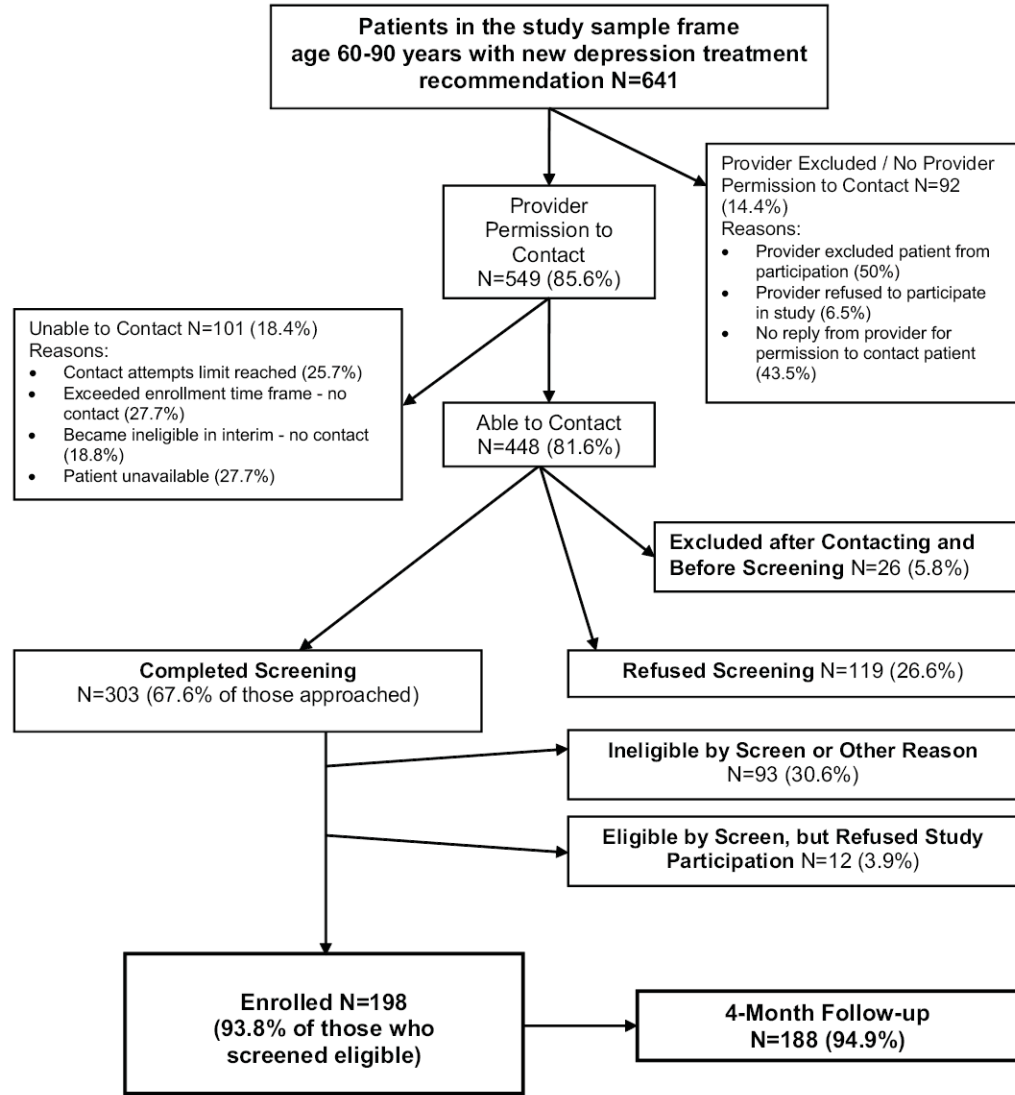 Patients in the study sample frame
age 60-90 years with new depression treatment
recommendation N=641
Provider Excluded / No Provider
Permission to Contact N=92
(14.4%)
Reasons:
• Provider excluded patient from
participation (50%)
• Provider refused to participate
in study (6.5%)
• No reply from provider for
permission to contact patient
(43.5%)
Provider
Permission to
Contact
N=549 (85.6%)
Unable to Contact N=101 (18.4%)
Reasons:
• Contact attempts limit reached (25.7%)
• Exceeded enrollment time frame - no
contact (27.7%)
• Became ineligible in interim - no contact
(18.8%)
• Patient unavailable (27.7%)
Able to Contact
N=448 (81.6%)
Excluded after Contacting and
Before Screening N=26 (5.8%)
Completed Screening
N=303 (67.6% of those approached)
Refused Screening N=119 (26.6%)
Ineligible by Screen or Other Reason
N=93 (30.6%)
Eligible by Screen, but Refused Study
Participation N=12 (3.9%)
Enrolled N=198
(93.8% of those who
screened eligible)
4-Month Follow-up
N=188 (94.9%)